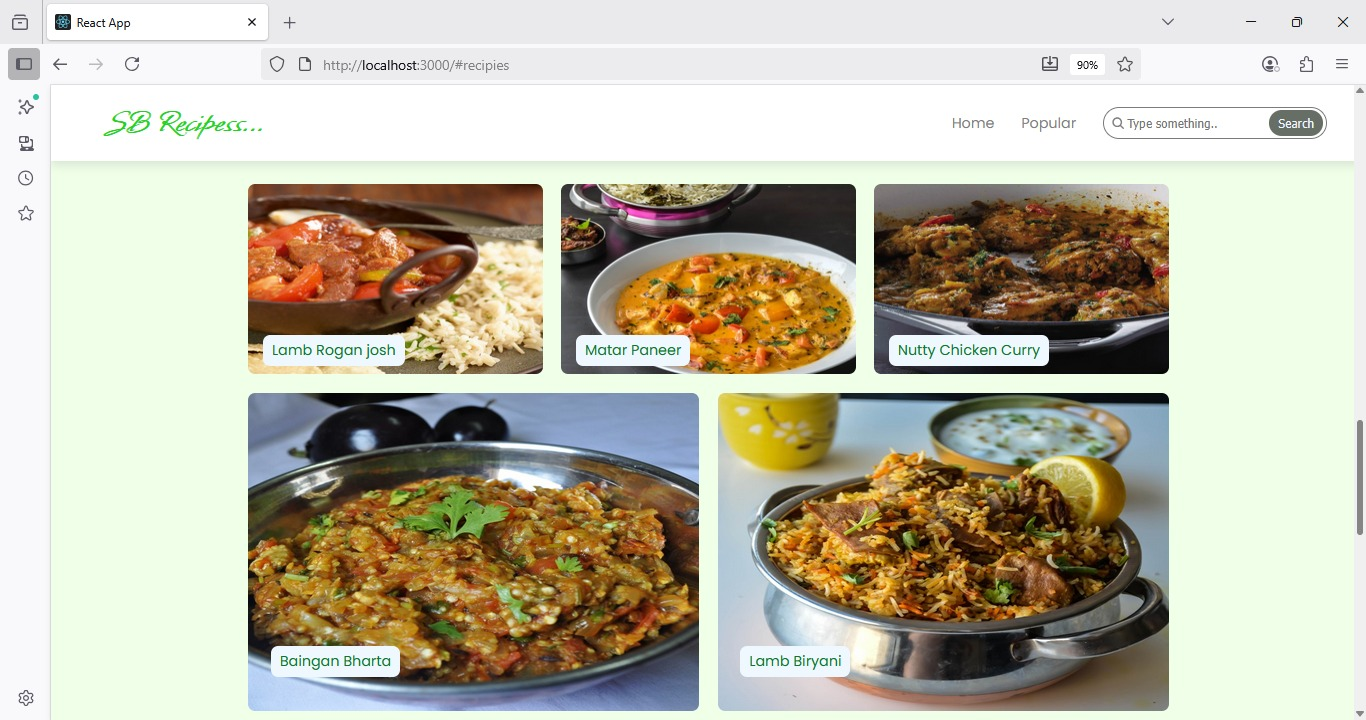 React App
http://localhost:3000/#recipies
90%
SB Recipess...
Home
Popular
Type something..
Search
Lamb Rogan josh
Matar Paneer
Nutty Chicken Curry
Baingan Bharta
Lamb Biryani